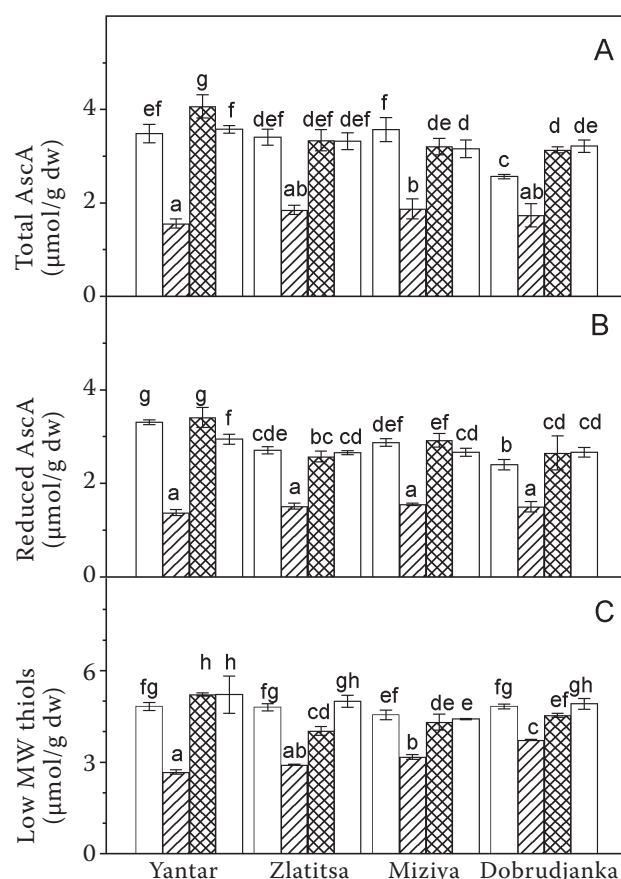 A
Total AscA
(µmol/g dw)
4
2
0
ef
a
g
f
def
ab
def
def
f
b
de
d
c
ab
d
de
B
Reduced AscA
(µmol/g dw)
4
2
0
g
a
g
f
cde
a
bc
cd
def
a
ef
cd
b
a
cd
cd
C
Low MW thiols
(µmol/g dw)
6
3
0
fg
a
h
h
fg
ab
cd
gh
ef
b
de
e
fg
c
ef
gh
Yantar Zlatitsa Miziya Dobrudjanka